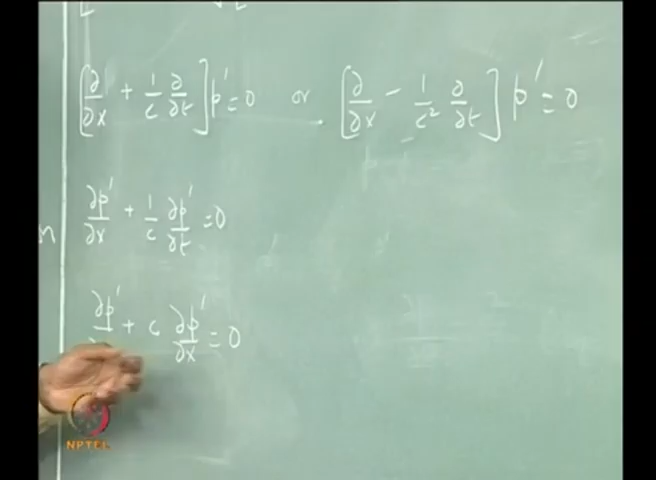 [∂/∂x + 1/c ∂/∂t] p' = 0 or [∂/∂x - 1/c² ∂/∂t] p' = 0
n ∂p'/∂x + 1/c ∂p'/∂t = 0
∂p'/ + c ∂p'/∂x = 0
NPTEL